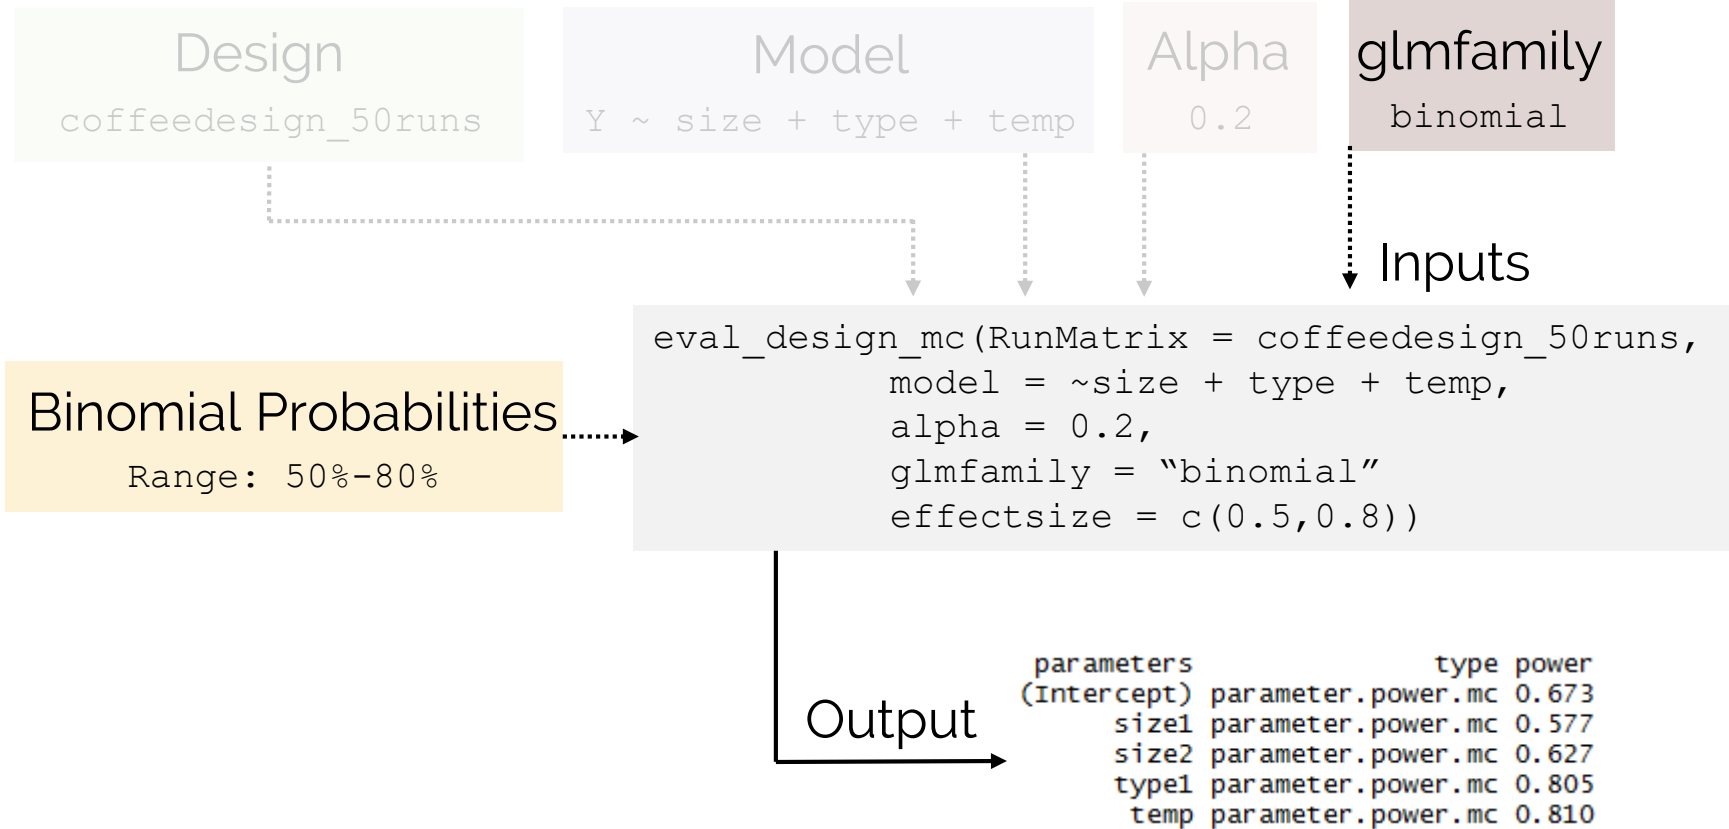 Design
coffeedesign_50runs
Model
Y ~ size + type + temp
Alpha
0.2
glmfamily
binomial
Inputs
Binomial Probabilities
Range: 50%-80%
eval_design_mc(RunMatrix = coffeedesign_50runs,
model = ~size + type + temp,
alpha = 0.2,
glmfamily = “binomial”
effectsize = c(0.5,0.8))
Output
parameters type power
(Intercept) parameter.power.mc 0.673
size1 parameter.power.mc 0.577
size2 parameter.power.mc 0.627
type1 parameter.power.mc 0.805
temp parameter.power.mc 0.810